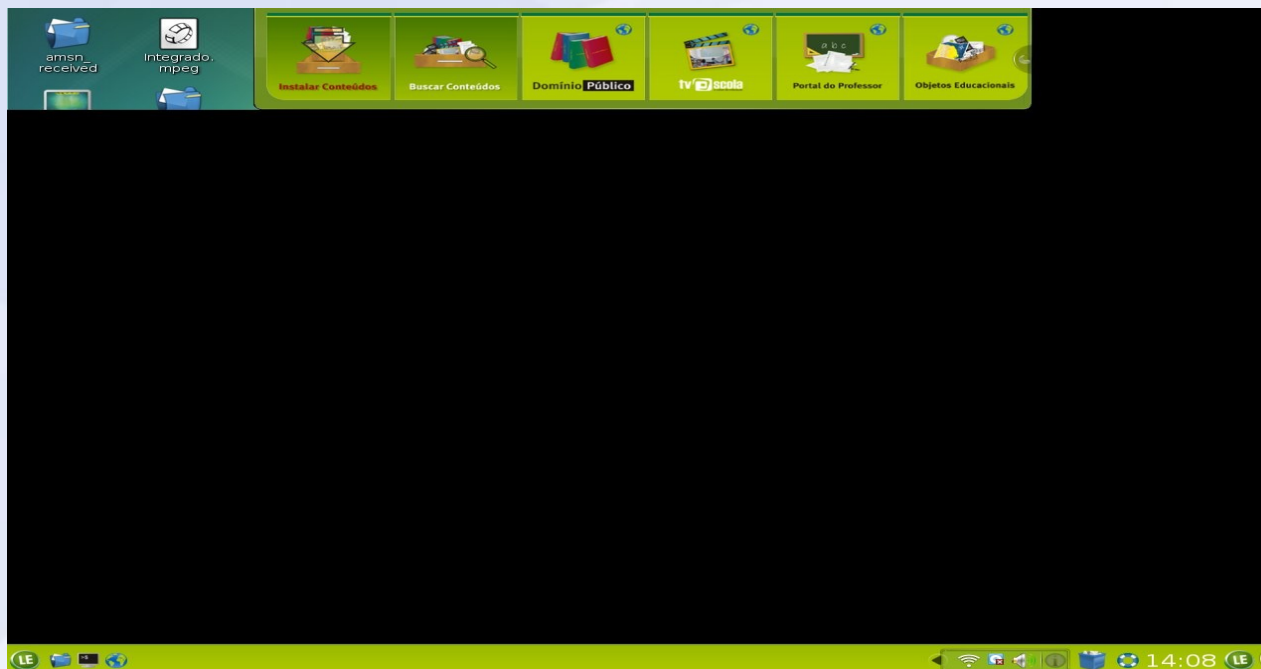 amsn_
received
Integrado.
mpeg
Instalar Conteúdos
Buscar Conteúdos
Domínio Público
tv escola
a b c
Portal do Professor
Objetos Educacionais
LE
14:08
LE